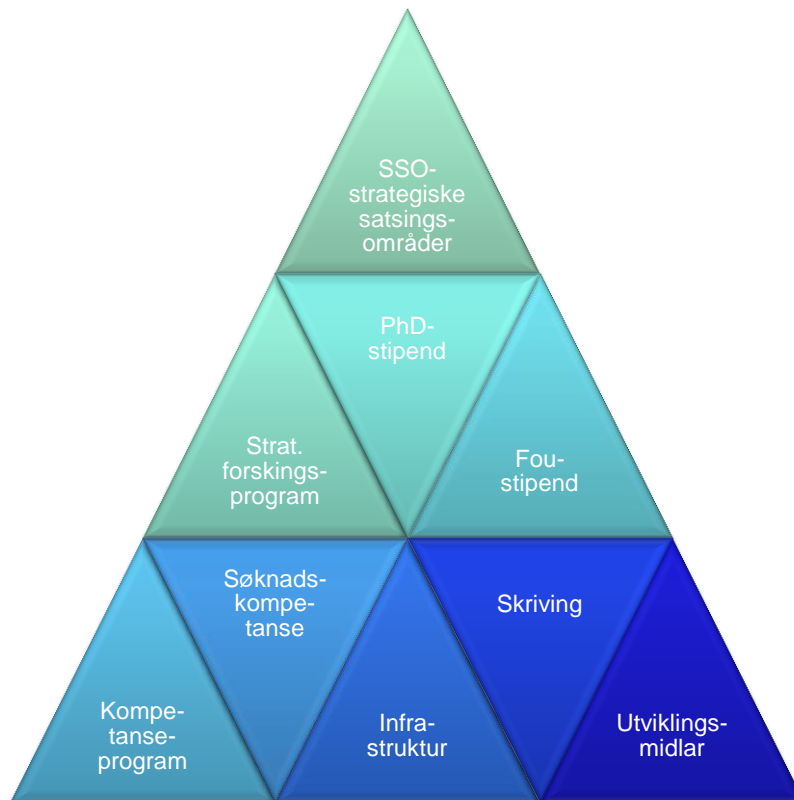 SSO-
strategiske
satsings-
områder
PhD-
stipend
Strat.
forskings-
program
Fou-
stipend
Søknads-
kompe-
tanse
Skriving
Kompe-
tanse-
program
Infra-
struktur
Utviklings-
midlar